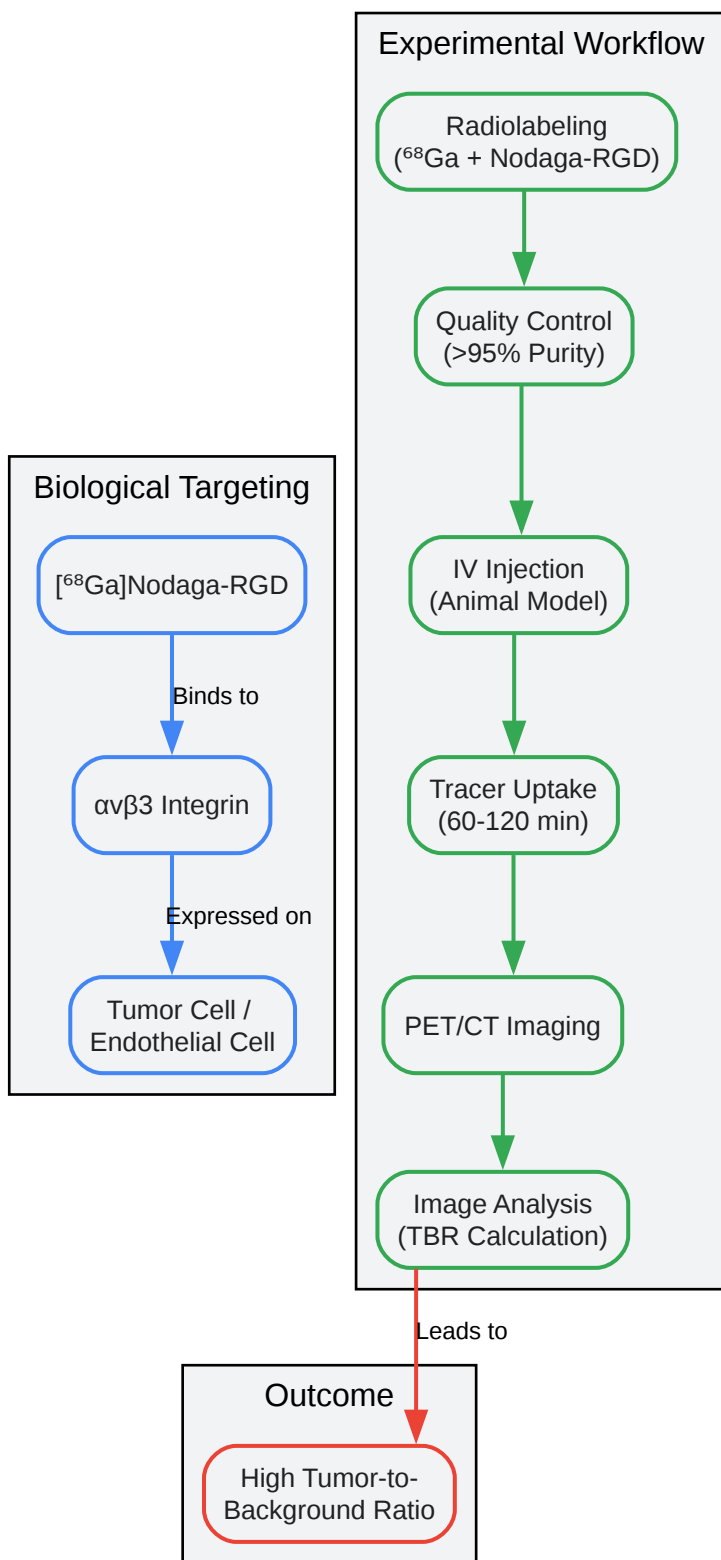 Experimental Workflow
Radiolabeling
(⁶⁸Ga + Nodaga-RGD)
Quality Control
(>95% Purity)
IV Injection
(Animal Model)
Tracer Uptake
(60-120 min)
PET/CT Imaging
Image Analysis
(TBR Calculation)
Biological Targeting
[⁶⁸Ga]Nodaga-RGD
Binds to
αvβ3 Integrin
Expressed on
Tumor Cell /
Endothelial Cell
Leads to
Outcome
High Tumor-to-
Background Ratio